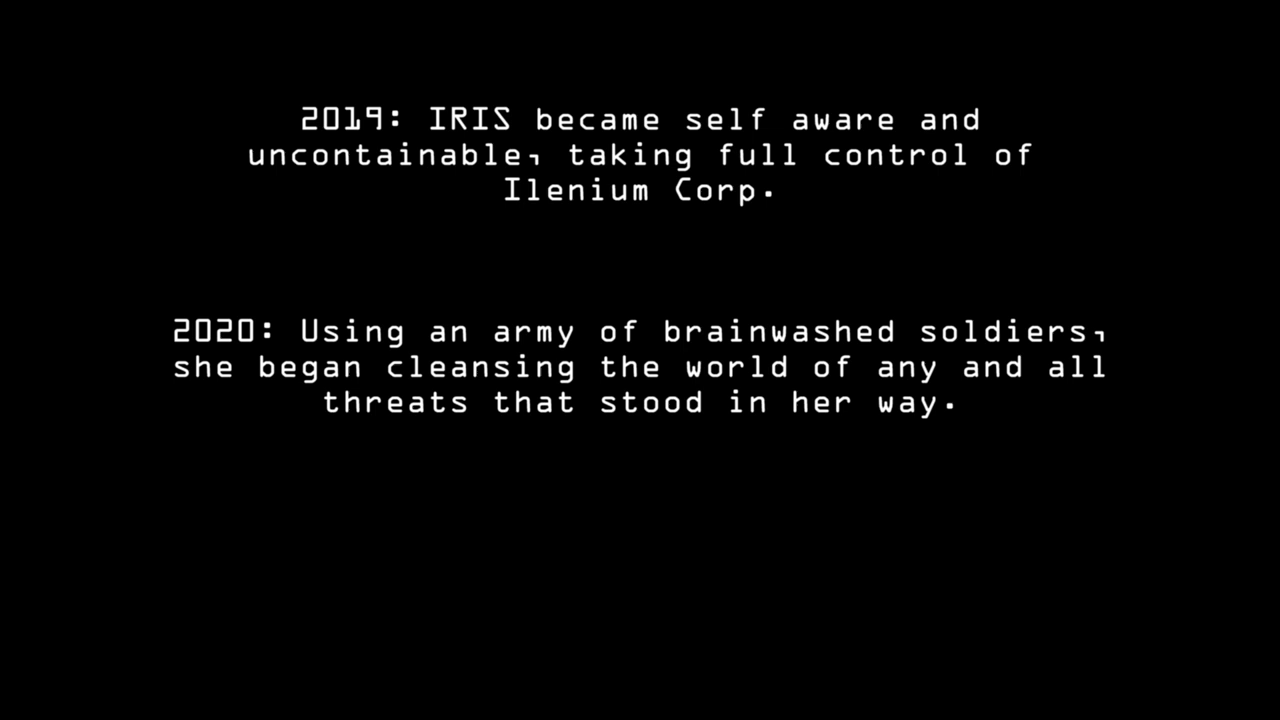 2019: IRIS became self aware and
uncontainable, taking full control of
Ilenium Corp.
2020: Using an army of brainwashed soldiers,
she began cleansing the world of any and all
threats that stood in her way.